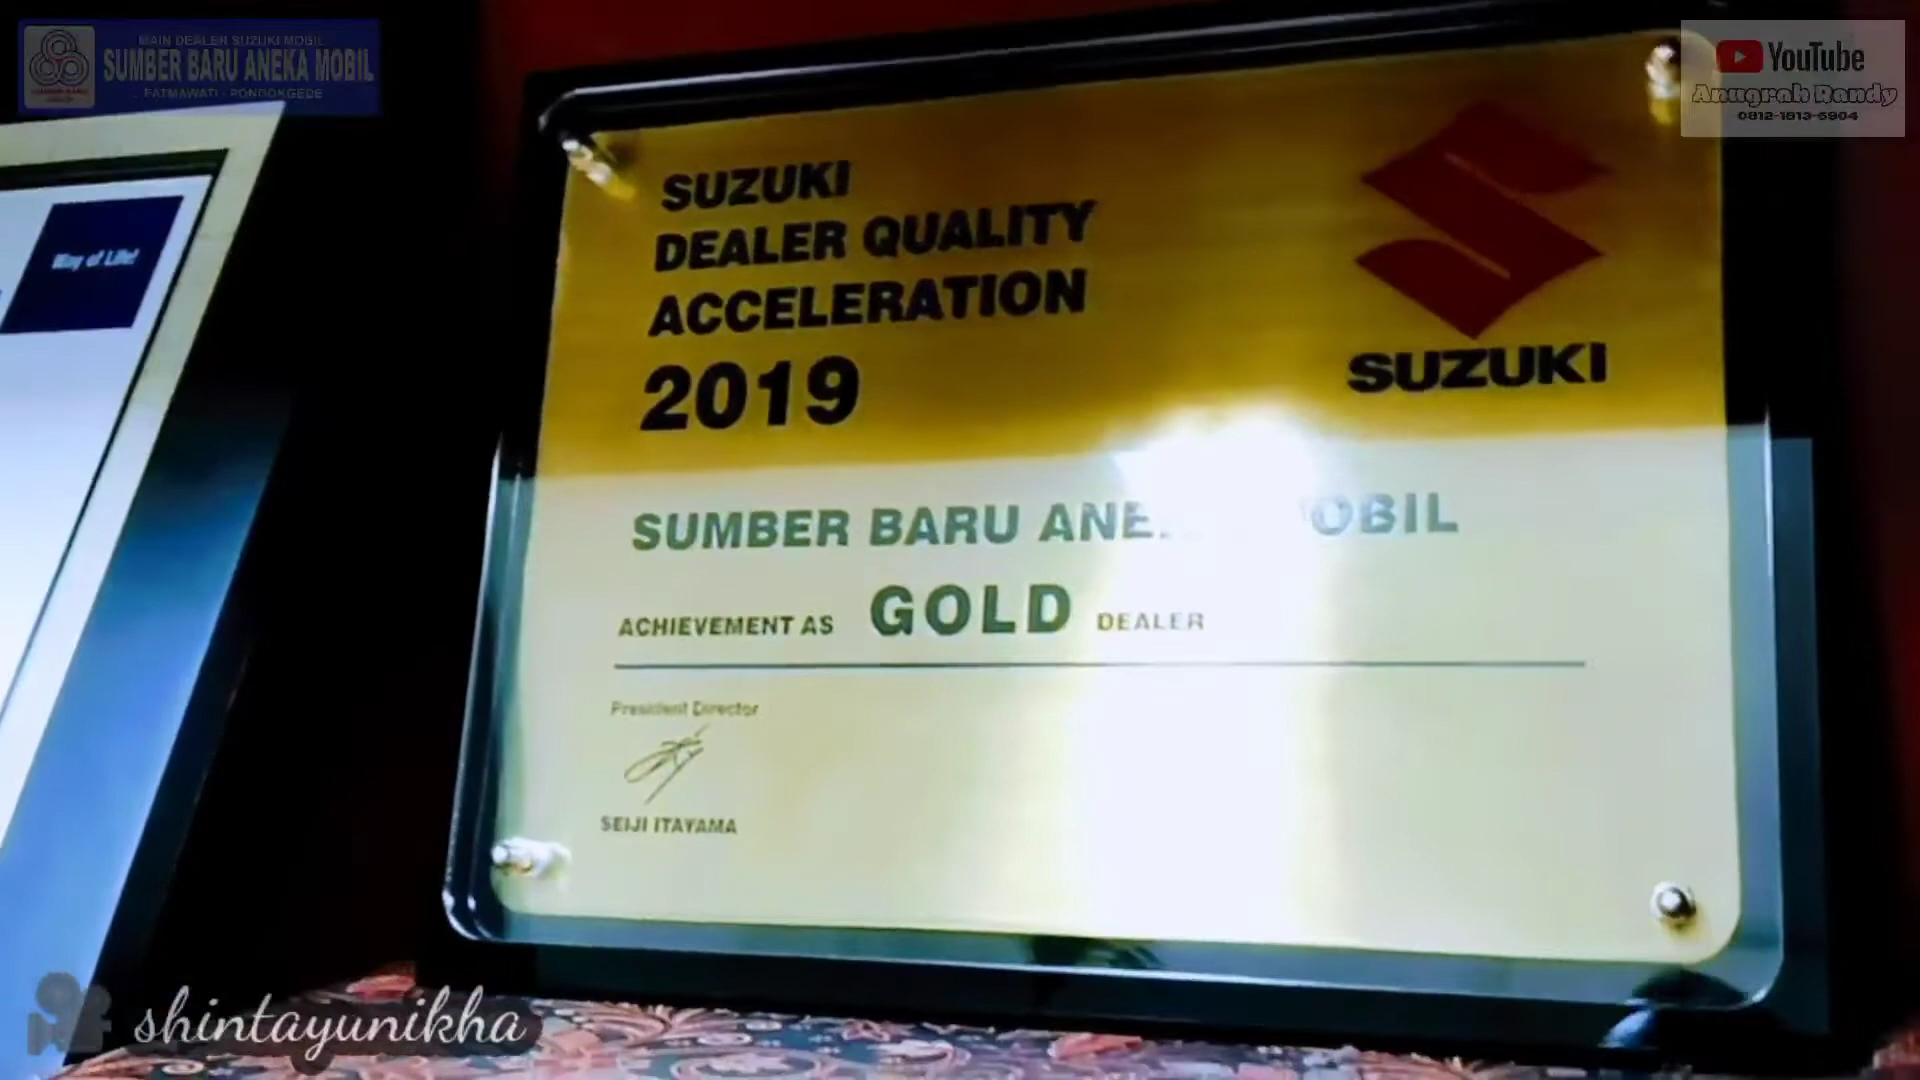 MAIN DEALER SUZUKI MOBIL
SUMBER BARU ANEKA MOBIL
FATMAWATI - PONDOKGEDE
YouTube
Anugrah Randy
0812-1813-5904
Way of Life!
SUZUKI
DEALER QUALITY
ACCELERATION
2019
SUZUKI
SUMBER BARU ANE OBIL
ACHIEVEMENT AS GOLD DEALER
President Director
SEIJI ITAYAMA
shintayunikha